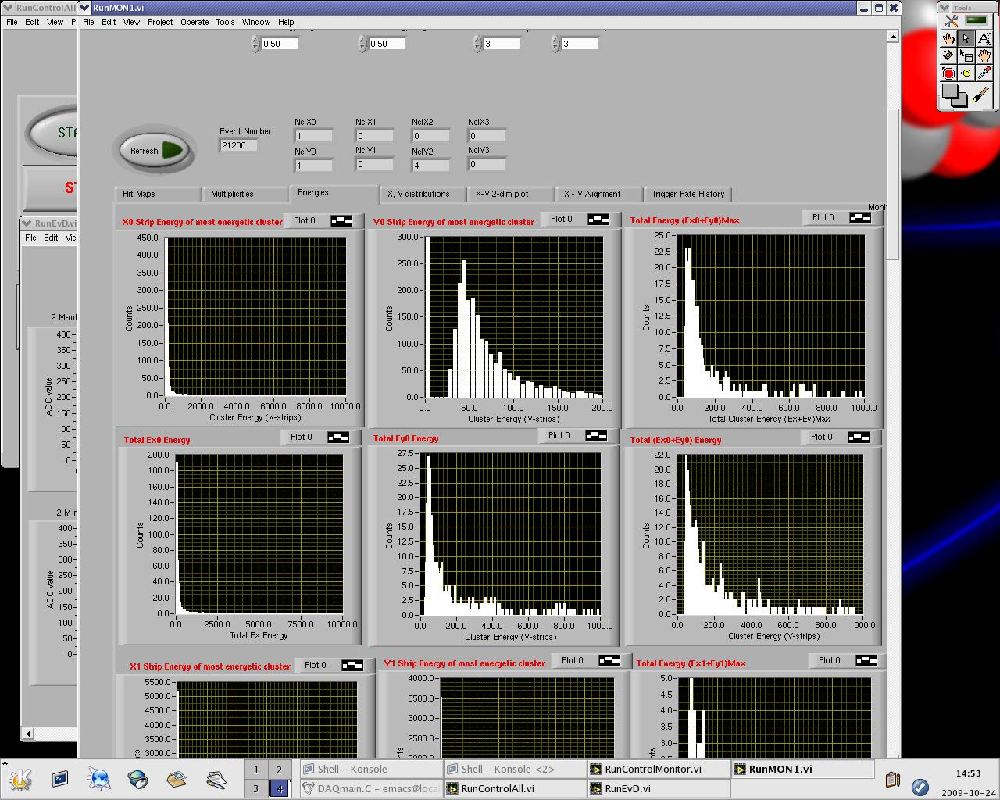 RunControlAll
RunMON1.vi
Tools
File Edit View
File Edit View Project Operate Tools Window Help
0.50 0.50 3 3
NclX0 NclX1 NclX2 NclX3
Event Number
1 0 0 0
Refresh
21200
NclY0 NclY1 NclY2 NclY3
1 0 4 0
Hit Maps Multiplicities Energies X, Y distributions X-Y 2-dim plot X - Y Alignment Trigger Rate History
RunEvD.vi
File Edit
X0 Strip Energy of most energetic cluster Plot 0
450.0
400.0
350.0
300.0
250.0
200.0
150.0
100.0
50.0
0.0
Counts
0.0 2000.0 4000.0 6000.0 8000.0 10000.0
Cluster Energy (X-strips)
Y0 Strip Energy of most energetic cluster Plot 0
300.0
250.0
200.0
150.0
100.0
50.0
0.0
Counts
0.0 50.0 100.0 150.0 200.0
Cluster Energy (Y-strips)
Total Energy (Ex0+Ey0)Max Plot 0
25.0
22.5
20.0
17.5
15.0
12.5
10.0
7.5
5.0
2.5
0.0
Counts
0.0 200.0 400.0 600.0 800.0 1000.0
Total Cluster Energy (Ex+Ey)Max
400
350
300
250
200
150
100
50
0
ADC value
Total Ex0 Energy Plot 0
200.0
180.0
160.0
140.0
120.0
100.0
80.0
60.0
40.0
20.0
0.0
Counts
0.0 2500.0 5000.0 7500.0 10000.0
Total Ex Energy
Total Ey0 Energy Plot 0
27.5
25.0
22.5
20.0
17.5
15.0
12.5
10.0
7.5
5.0
2.5
0.0
Counts
0.0 200.0 400.0 600.0 800.0 1000.0
Cluster Energy (Y-strips)
Total (Ex0+Ey0) Energy Plot 0
22.0
20.0
18.0
16.0
14.0
12.0
10.0
8.0
6.0
4.0
2.0
0.0
Counts
0.0 200.0 400.0 600.0 800.0 1000.0
Cluster Energy (Y-strips)
400
350
300
250
200
150
100
50
0
ADC value
X1 Strip Energy of most energetic cluster Plot 0
5500.0
5000.0
4500.0
4000.0
3500.0
3000.0
Y1 Strip Energy of most energetic cluster Plot 0
4000.0
3500.0
3000.0
2500.0
Total Energy (Ex1+Ey1)Max Plot 0
5.0
4.5
4.0
3.5
3.0
1 2
3 4
Shell - Konsole Shell - Konsole <2> RunControlMonitor.vi RunMON1.vi
DAQmain.C - emacs@loca RunControlAll.vi RunEvD.vi
14:53
2009-10-24